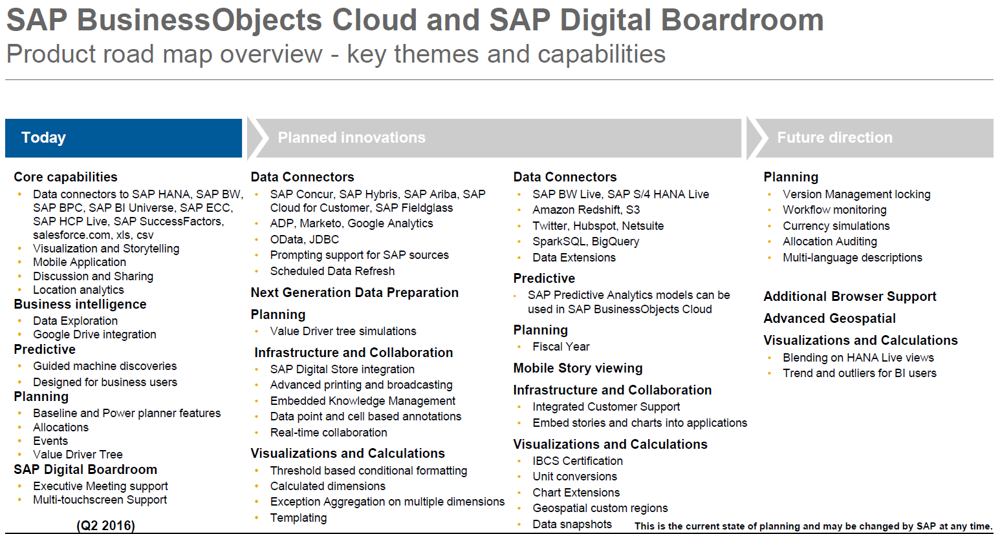 SAP BusinessObjects Cloud and SAP Digital Boardroom
Product road map overview - key themes and capabilities
Today
Planned innovations
Future direction
Core capabilities
• Data connectors to SAP HANA, SAP BW,
SAP BPC, SAP BI Universe, SAP ECC,
SAP HCP Live, SAP SuccessFactors,
salesforce.com, xls, csv
• Visualization and Storytelling
• Mobile Application
• Discussion and Sharing
• Location analytics
Business intelligence
• Data Exploration
• Google Drive integration
Predictive
• Guided machine discoveries
• Designed for business users
Planning
• Baseline and Power planner features
• Allocations
• Events
• Value Driver Tree
SAP Digital Boardroom
• Executive Meeting support
• Multi-touchscreen Support
(Q2 2016)
Data Connectors
• SAP Concur, SAP Hybris, SAP Ariba, SAP
Cloud for Customer, SAP Fieldglass
• ADP, Marketo, Google Analytics
• OData, JDBC
• Prompting support for SAP sources
• Scheduled Data Refresh
Next Generation Data Preparation
Planning
• Value Driver tree simulations
Infrastructure and Collaboration
• SAP Digital Store integration
• Advanced printing and broadcasting
• Embedded Knowledge Management
• Data point and cell based annotations
• Real-time collaboration
Visualizations and Calculations
• Threshold based conditional formatting
• Calculated dimensions
• Exception Aggregation on multiple dimensions
• Templating
Data Connectors
• SAP BW Live, SAP S/4 HANA Live
• Amazon Redshift, S3
• Twitter, Hubspot, Netsuite
• SparkSQL, BigQuery
• Data Extensions
Predictive
• SAP Predictive Analytics models can be
used in SAP BusinessObjects Cloud
Planning
• Fiscal Year
Mobile Story viewing
Infrastructure and Collaboration
• Integrated Customer Support
• Embed stories and charts into applications
Visualizations and Calculations
• IBCS Certification
• Unit conversions
• Chart Extensions
• Geospatial custom regions
• Data snapshots
Planning
• Version Management locking
• Workflow monitoring
• Currency simulations
• Allocation Auditing
• Multi-language descriptions
Additional Browser Support
Advanced Geospatial
Visualizations and Calculations
• Blending on HANA Live views
• Trend and outliers for BI users
This is the current state of planning and may be changed by SAP at any time.